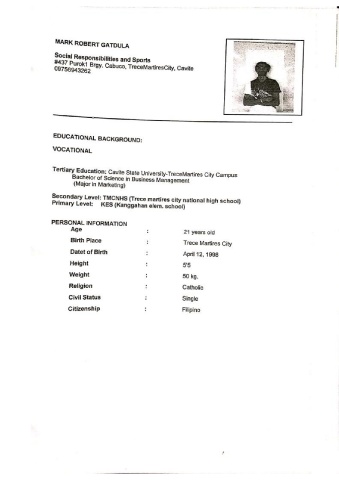 MARK ROBERT GATDULA
Social Responsibilities and Sports
#437 Purok1 Brgy. Cabuco, TreceMartiresCity, Cavite
09756943262
EDUCATIONAL BACKGROUND:
VOCATIONAL
Tertiary Education: Cavite State University-TreceMartires City Campus
Bachelor of Science in Business Management
(Major in Marketing)
Secondary Level: TMCNHS (Trece martires city national high school)
Primary Level: KES (Kanggahan elem. school)
PERSONAL INFORMATION
Age : 21 years old
Birth Place : Trece Martires City
Datet of Birth : April 12, 1998
Height : 5'5
Weight : 50 kg.
Religion : Catholic
Civil Status : Single
Citizenship : Filipino